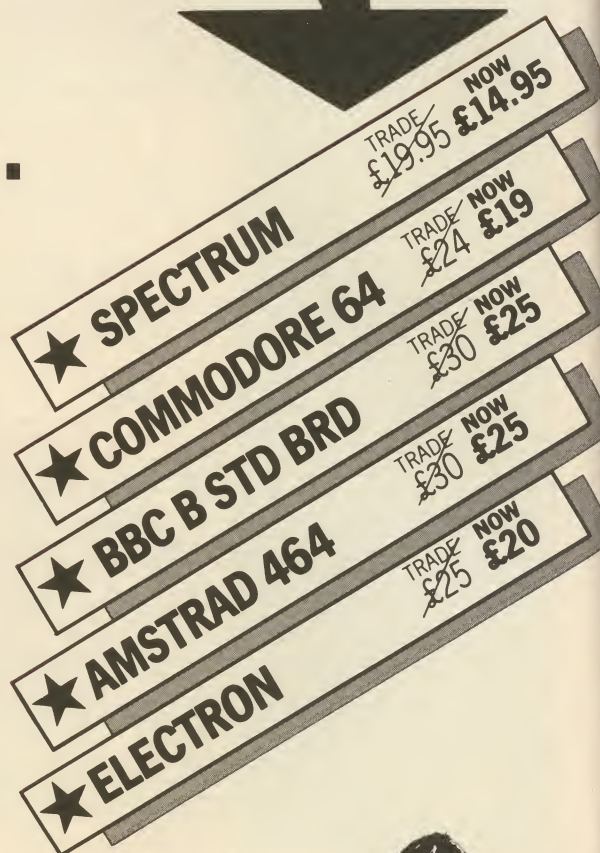 ★ SPECTRUM TRADE £19.95 NOW £14.95
★ COMMODORE 64 TRADE £24 NOW £19
★ BBC B STD BRD TRADE £30 NOW £25
★ AMSTRAD 464 TRADE £30 NOW £25
★ ELECTRON TRADE £25 NOW £20